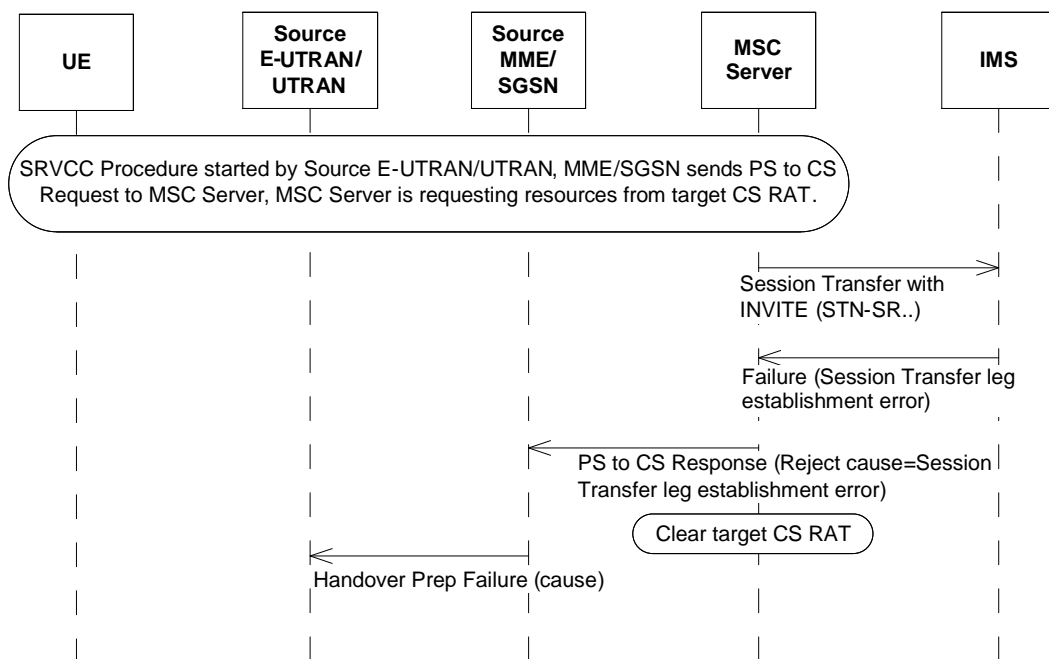 UE
Source
E-UTRAN/
UTRAN
Source
MME/
SGSN
MSC
Server
IMS
SRVCC Procedure started by Source E-UTRAN/UTRAN, MME/SGSN sends PS to CS
Request to MSC Server, MSC Server is requesting resources from target CS RAT.
Session Transfer with
INVITE (STN-SR..)
Failure (Session Transfer leg
establishment error)
PS to CS Response (Reject cause=Session
Transfer leg establishment error)
Clear target CS RAT
Handover Prep Failure (cause)